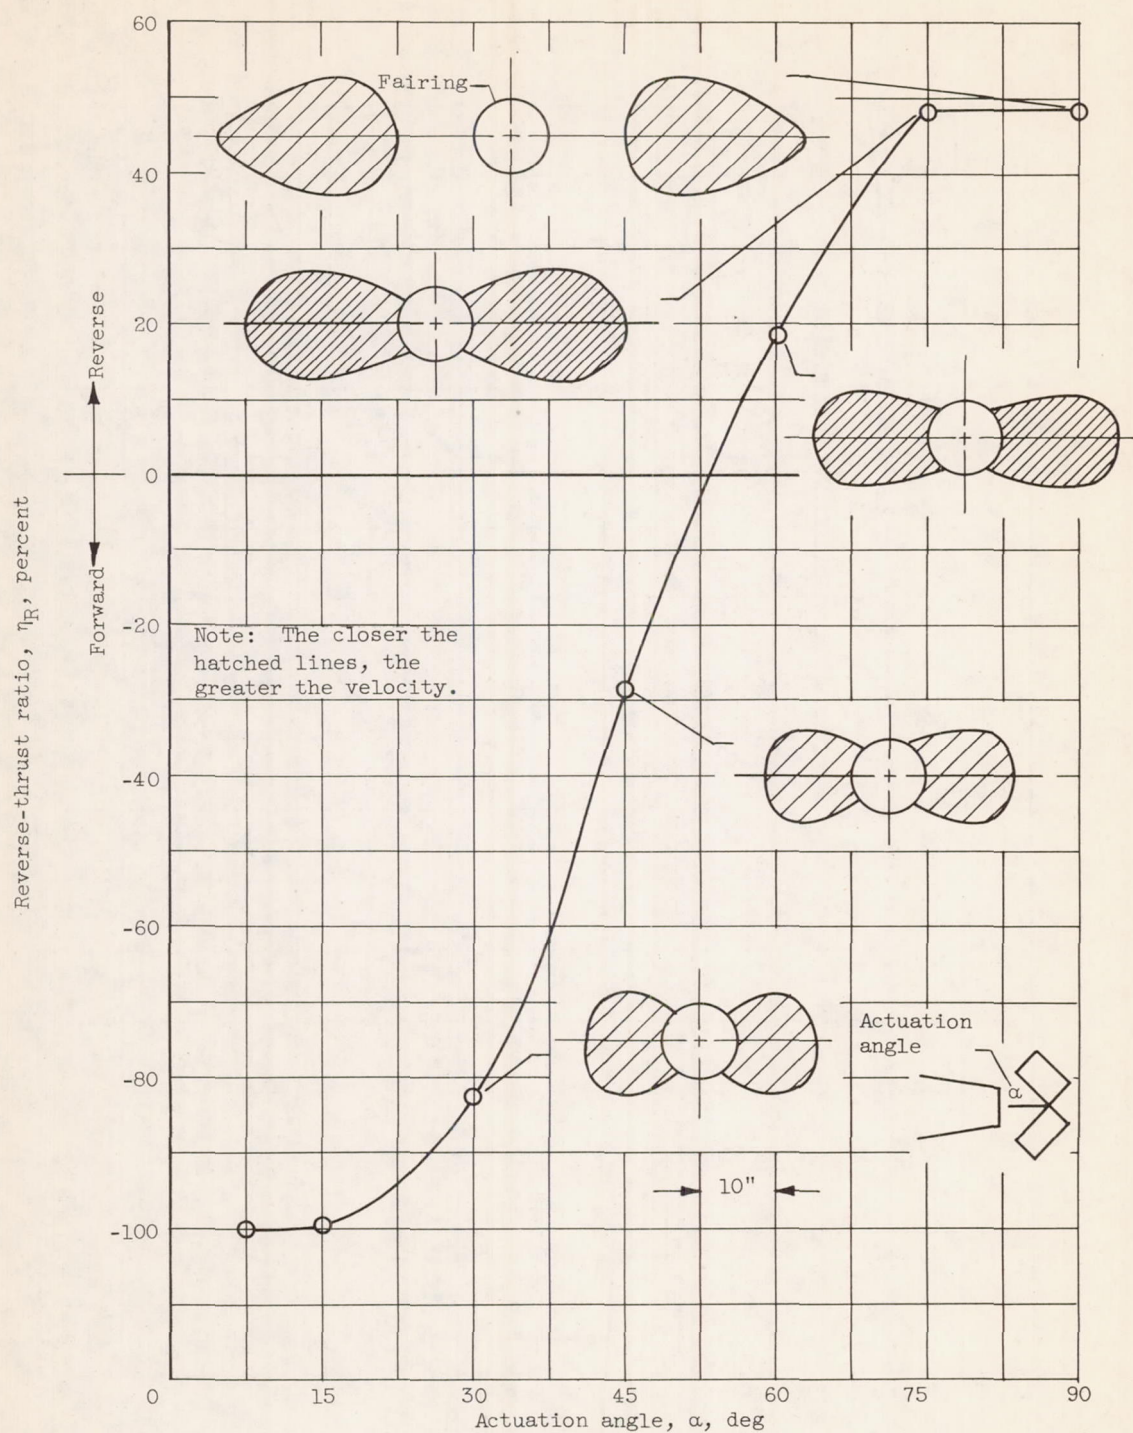 60
Fairing
40
Reverse
20
0
Forward
Reverse-thrust ratio, ηR, percent
-20
Note: The closer the
hatched lines, the
greater the velocity.
-40
-60
Actuation
angle
α
-80
10"
-100
0 15 30 45 60 75 90
Actuation angle, α, deg